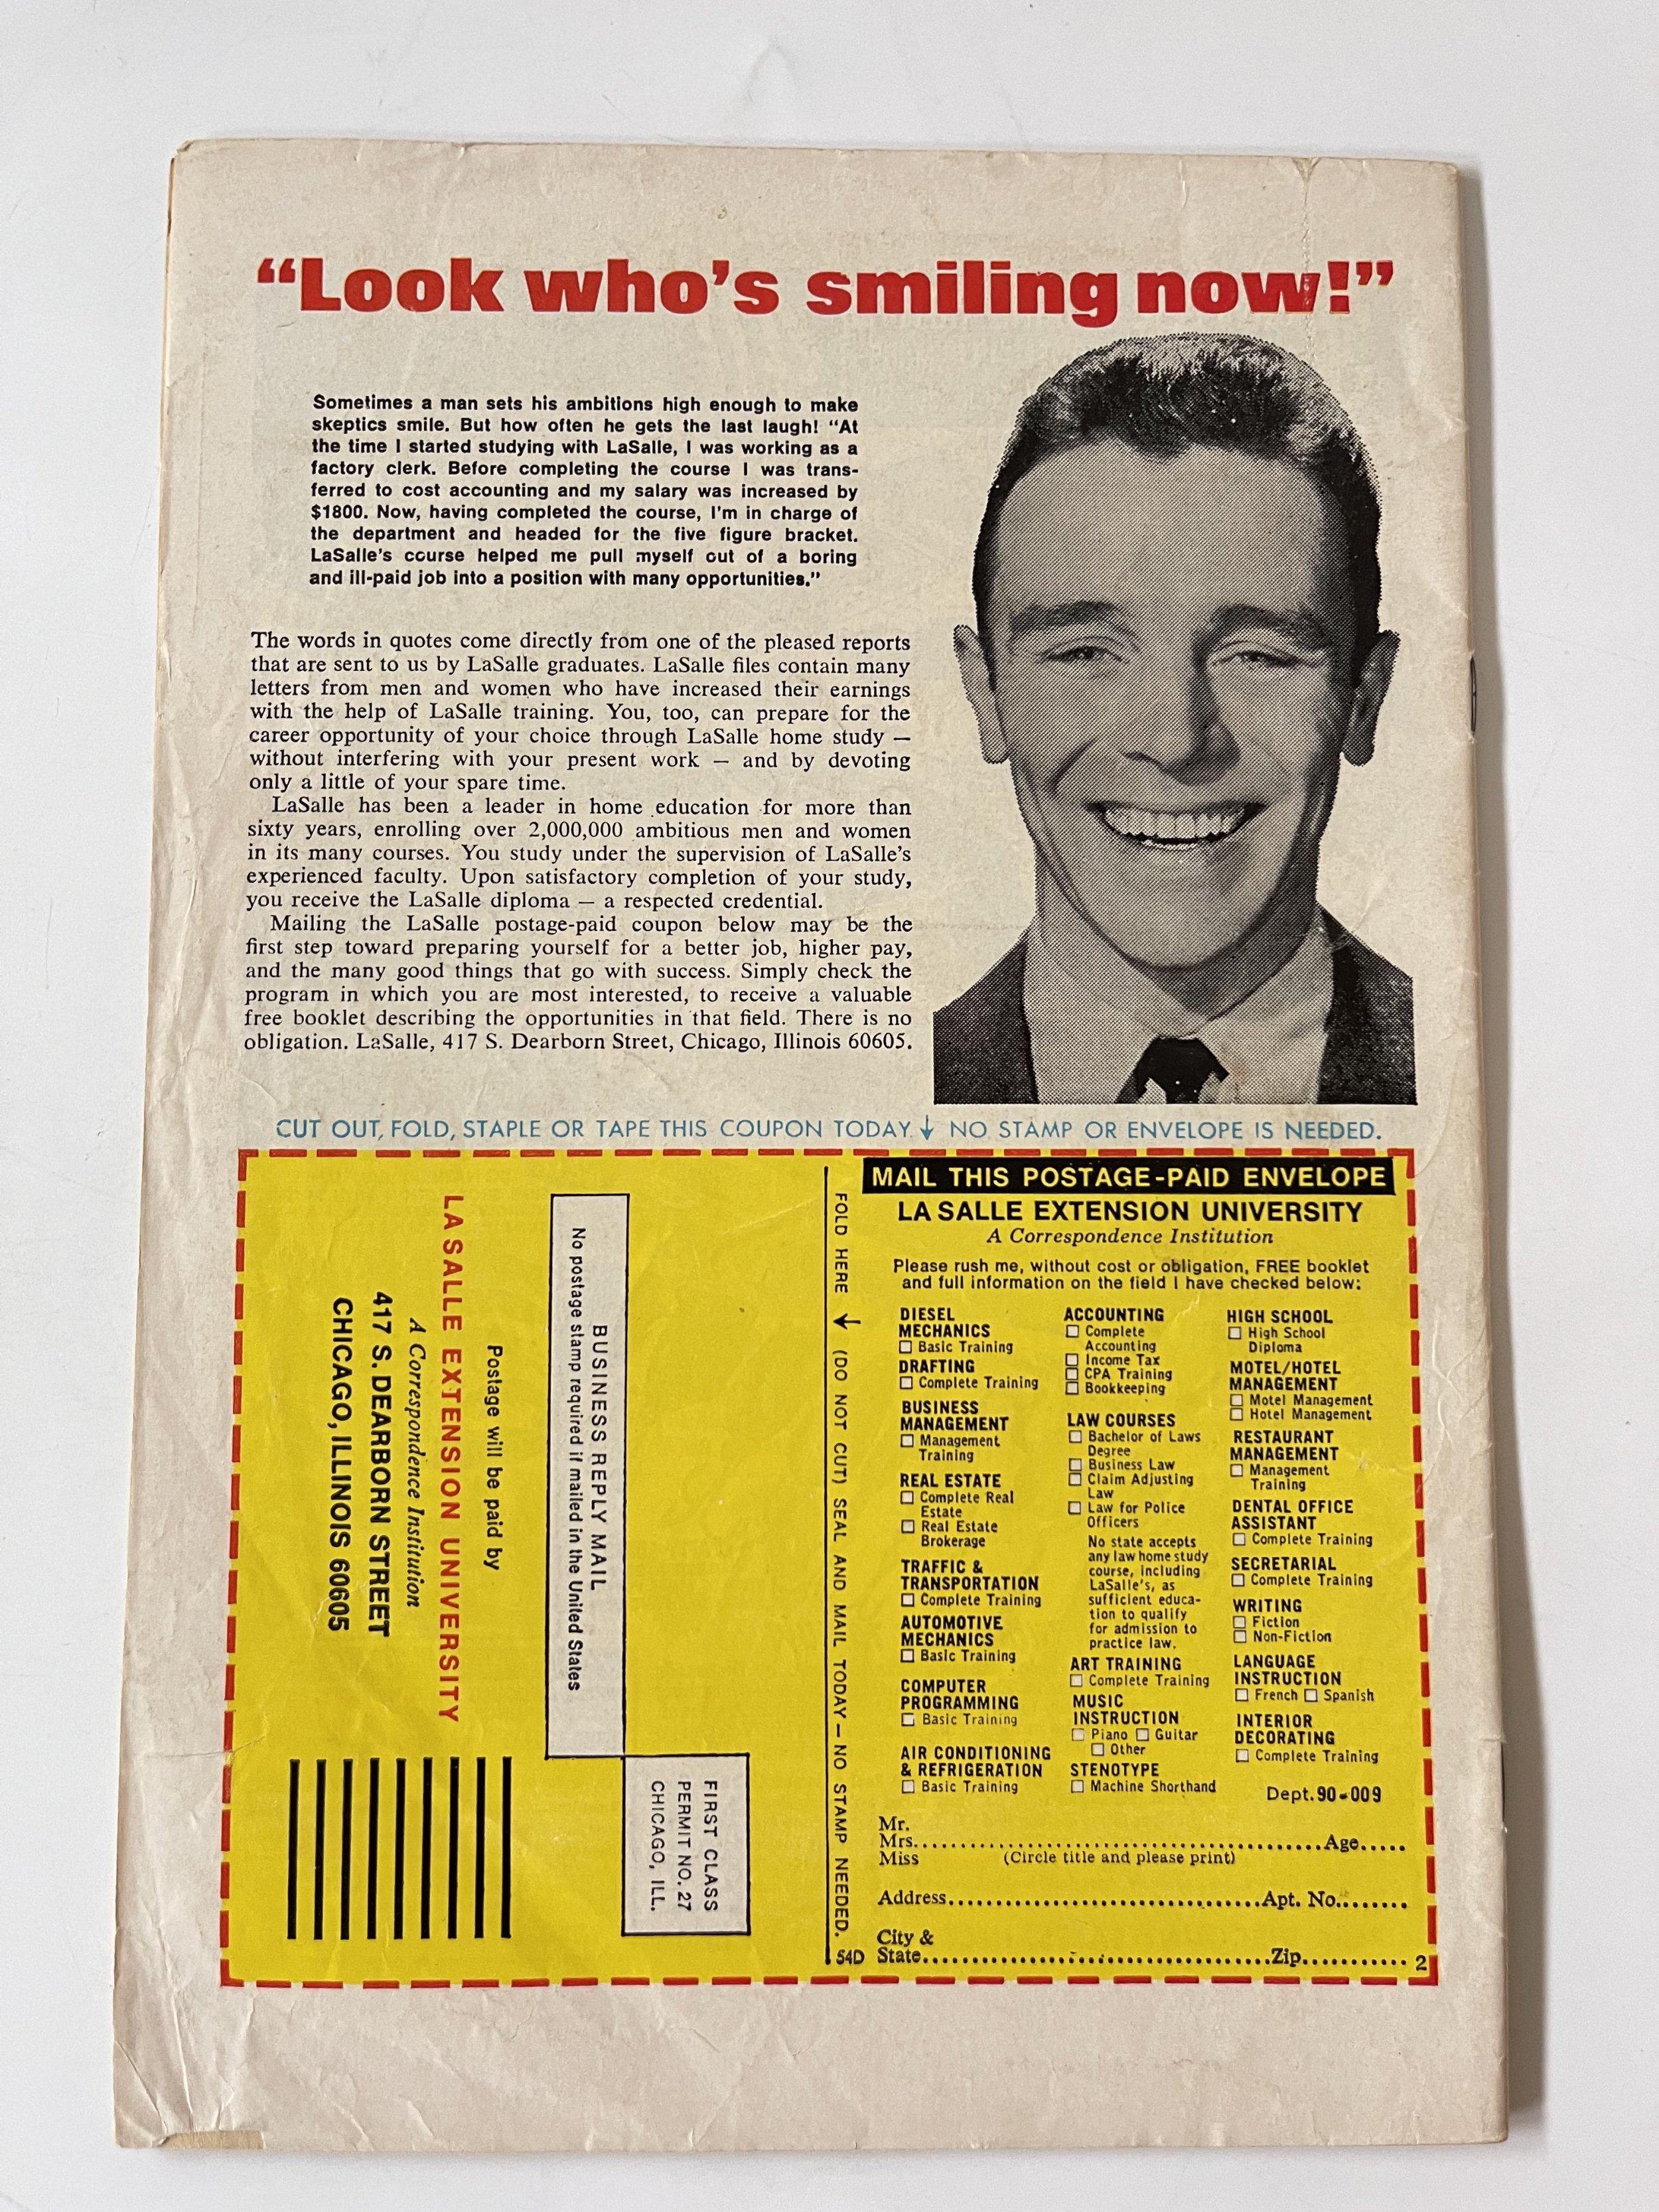 “Look who’s smiling now!”
Sometimes a man sets his ambitions high enough to make
skeptics smile. But how often he gets the last laugh! “At
the time I started studying with LaSalle, I was working as a
factory clerk. Before completing the course I was trans-
ferred to cost accounting and my salary was increased by
$1800. Now, having completed the course, I’m in charge of
the department and headed for the five figure bracket.
LaSalle’s course helped me pull myself out of a boring
and ill-paid job into a position with many opportunities.”
The words in quotes come directly from one of the pleased reports
that are sent to us by LaSalle graduates. LaSalle files contain many
letters from men and women who have increased their earnings
with the help of LaSalle training. You, too, can prepare for the
career opportunity of your choice through LaSalle home study —
without interfering with your present work — and by devoting
only a little of your spare time.
LaSalle has been a leader in home education for more than
sixty years, enrolling over 2,000,000 ambitious men and women
in its many courses. You study under the supervision of LaSalle’s
experienced faculty. Upon satisfactory completion of your study,
you receive the LaSalle diploma — a respected credential.
Mailing the LaSalle postage-paid coupon below may be the
first step toward preparing yourself for a better job, higher pay,
and the many good things that go with success. Simply check the
program in which you are most interested, to receive a valuable
free booklet describing the opportunities in that field. There is no
obligation. LaSalle, 417 S. Dearborn Street, Chicago, Illinois 60605.
CUT OUT, FOLD, STAPLE OR TAPE THIS COUPON TODAY ↓ NO STAMP OR ENVELOPE IS NEEDED.
FIRST CLASS
PERMIT NO. 27
CHICAGO, ILL.
BUSINESS REPLY MAIL
No postage stamp required if mailed in the United States
Postage will be paid by
LA SALLE EXTENSION UNIVERSITY
A Correspondence Institution
417 S. DEARBORN STREET
CHICAGO, ILLINOIS 60605
FOLD HERE ↓ (DO NOT CUT) SEAL AND MAIL TODAY — NO STAMP NEEDED.
54D
MAIL THIS POSTAGE-PAID ENVELOPE
LA SALLE EXTENSION UNIVERSITY
A Correspondence Institution
Please rush me, without cost or obligation, FREE booklet
and full information on the field I have checked below:
DIESEL
MECHANICS
☐ Basic Training
DRAFTING
☐ Complete Training
BUSINESS
MANAGEMENT
☐ Management
Training
REAL ESTATE
☐ Complete Real
Estate
☐ Real Estate
Brokerage
TRAFFIC &
TRANSPORTATION
☐ Complete Training
AUTOMOTIVE
MECHANICS
☐ Basic Training
COMPUTER
PROGRAMMING
☐ Basic Training
AIR CONDITIONING
& REFRIGERATION
☐ Basic Training
ACCOUNTING
☐ Complete
Accounting
☐ Income Tax
☐ CPA Training
☐ Bookkeeping
LAW COURSES
☐ Bachelor of Laws
Degree
☐ Business Law
☐ Claim Adjusting
Law
☐ Law for Police
Officers
No state accepts
any law home study
course, including
LaSalle’s, as
sufficient educa-
tion to qualify
for admission to
practice law.
ART TRAINING
☐ Complete Training
MUSIC
INSTRUCTION
☐ Piano ☐ Guitar
☐ Other
STENOTYPE
☐ Machine Shorthand
HIGH SCHOOL
☐ High School
Diploma
MOTEL/HOTEL
MANAGEMENT
☐ Motel Management
☐ Hotel Management
RESTAURANT
MANAGEMENT
☐ Management
Training
DENTAL OFFICE
ASSISTANT
☐ Complete Training
SECRETARIAL
☐ Complete Training
WRITING
☐ Fiction
☐ Non-Fiction
LANGUAGE
INSTRUCTION
☐ French ☐ Spanish
INTERIOR
DECORATING
☐ Complete Training
Dept. 90-009
Mr.
Mrs. Age
Miss (Circle title and please print)
Address Apt. No.
City &
State Zip 2